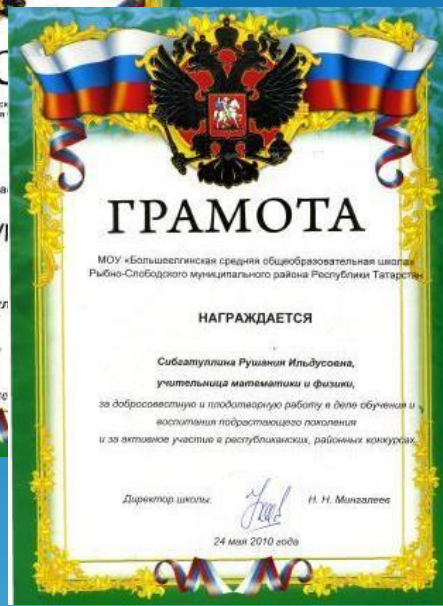 ГРАМОТА
МОУ «Большеелгинская средняя общеобразовательная школа»
Рыбно-Слободского муниципального района Республики Татарстан
НАГРАЖДАЕТСЯ
Сибгатуллина Рушания Ильдусовна,
учительница математики и физики,
за добросовестную и плодотворную работу в деле обучения и
воспитания подрастающего поколения
и за активное участие в республиканских, районных конкурсах.
Директор школы: Н. Н. Мингалеев
24 мая 2010 года